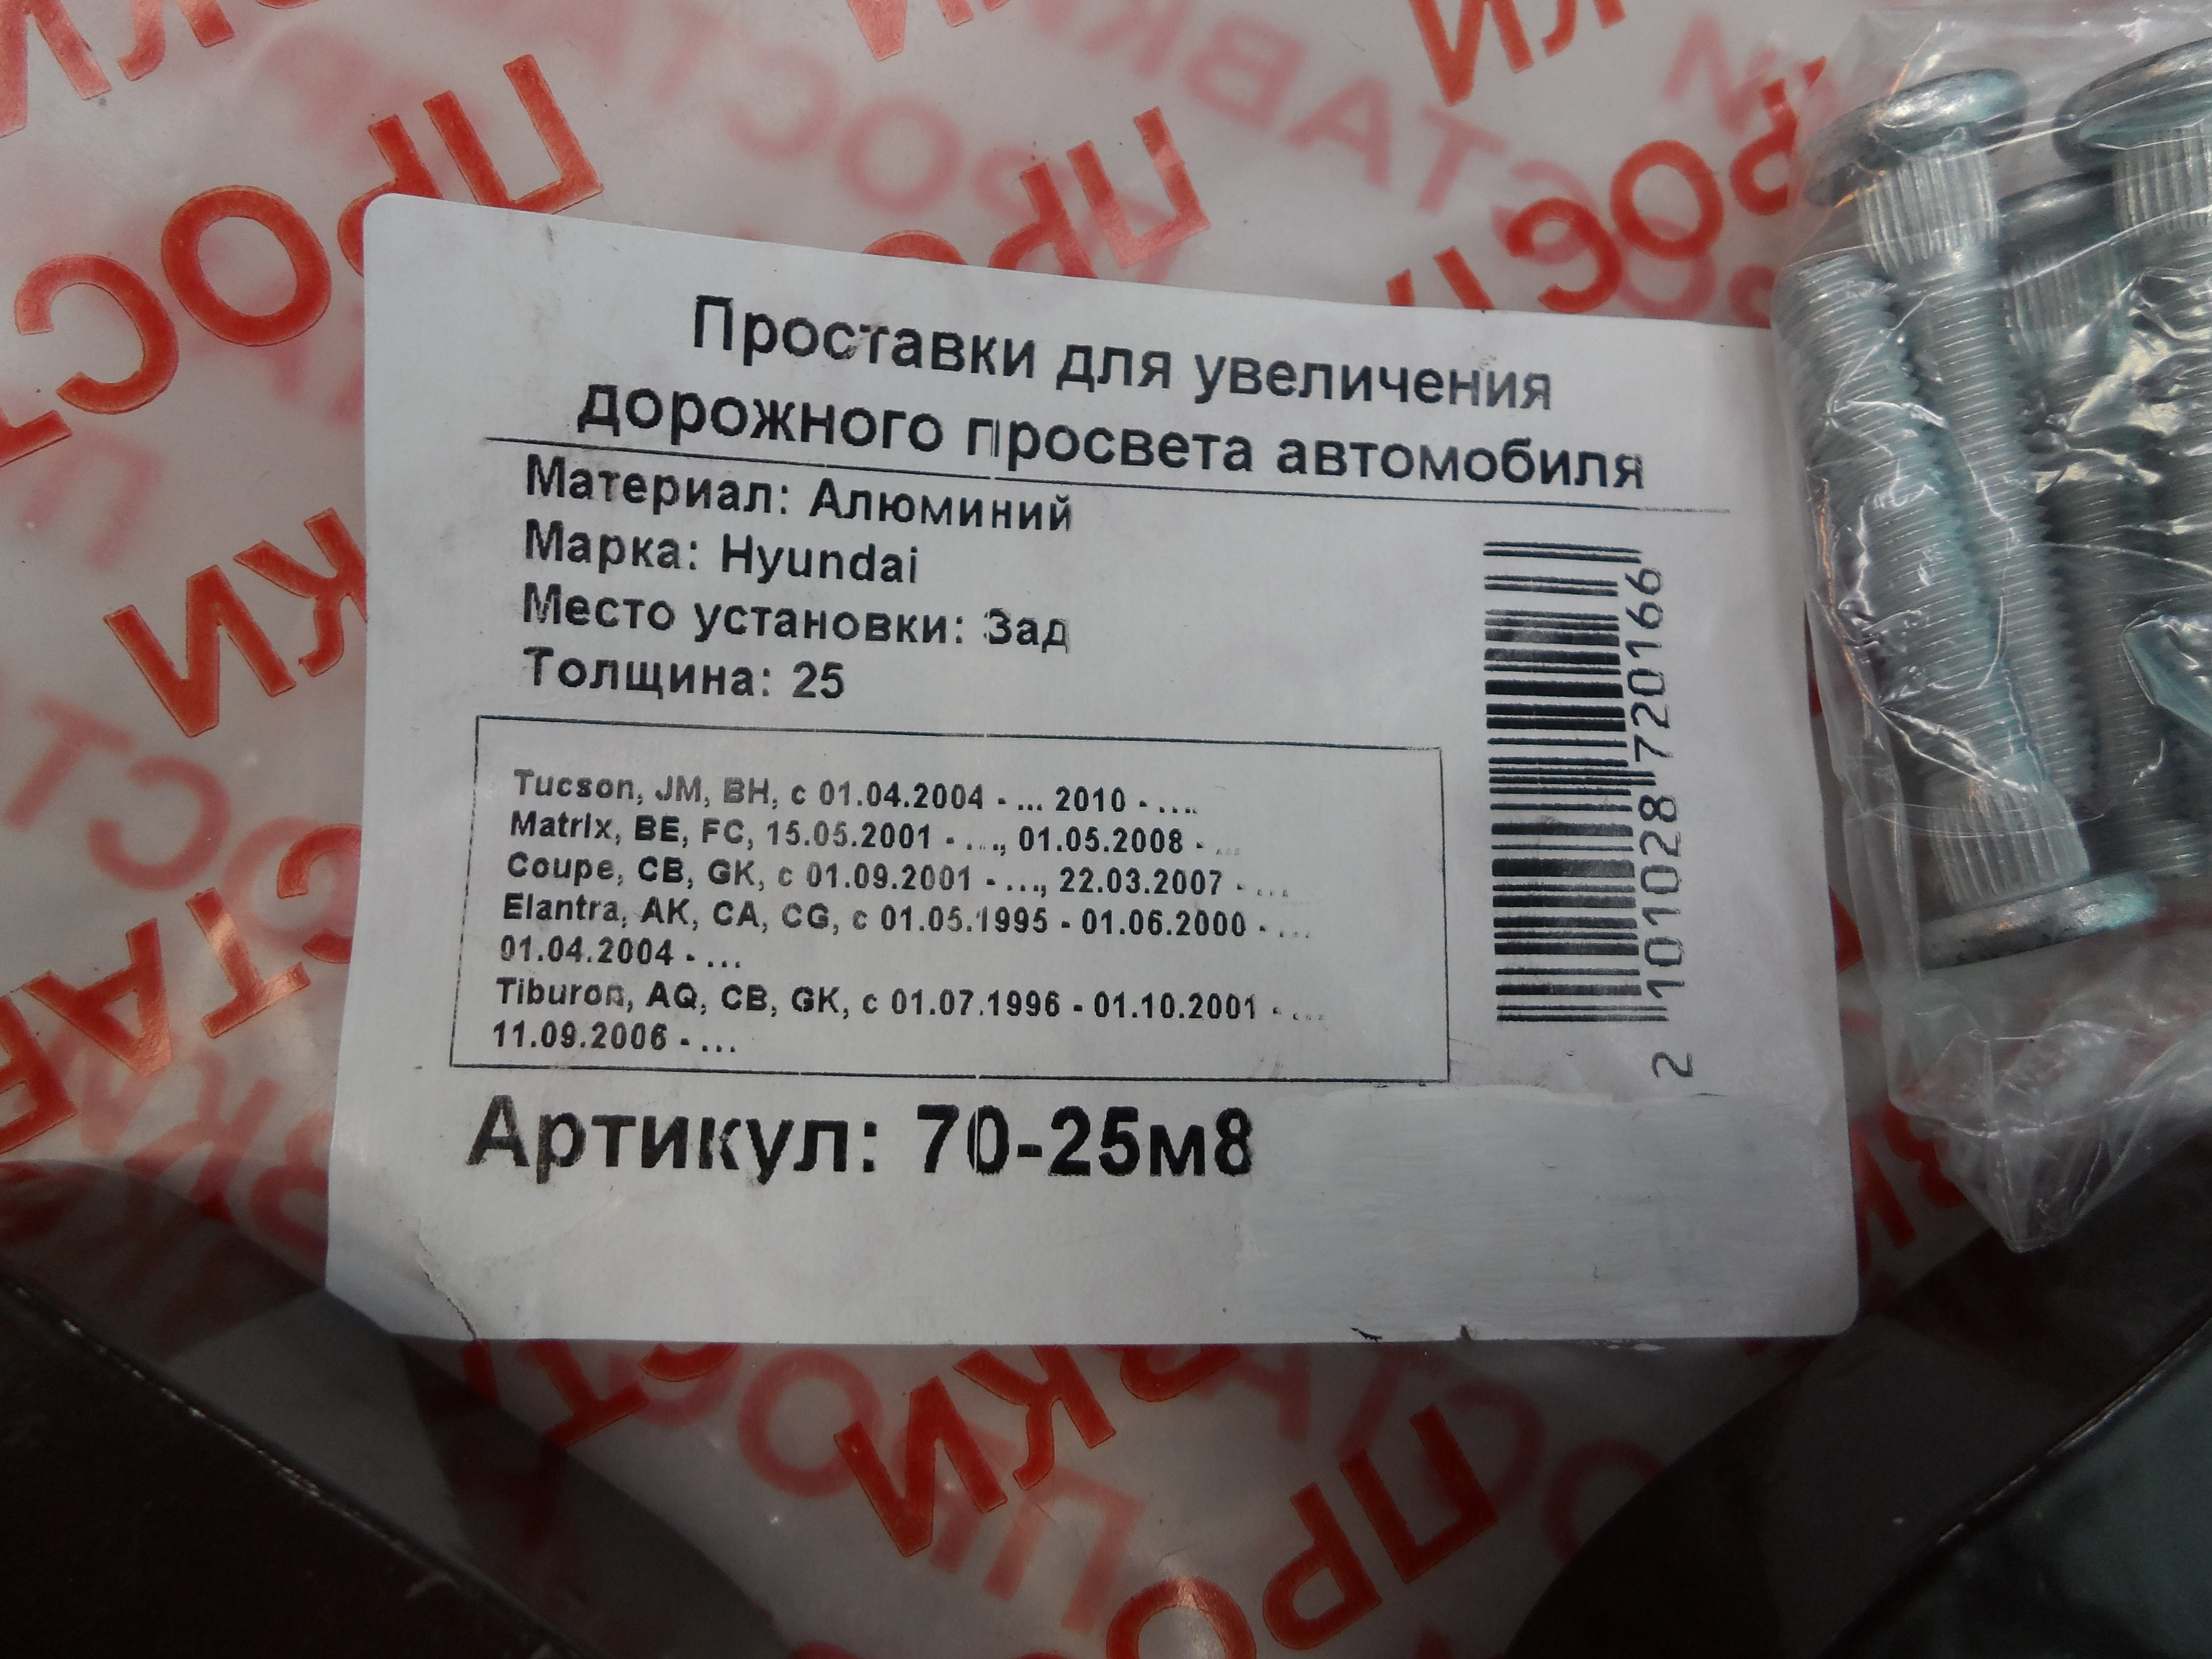 Проставки для увеличения
дорожного просвета автомобиля
Материал: Алюминий
Марка: Hyundai
Место установки: Зад
Толщина: 25
Tucson, JM, BH, с 01.04.2004 - ... 2010 - ....
Matrix, BE, FC, 15.05.2001 - ..., 01.05.2008 - ...
Coupe, CB, GK, с 01.09.2001 - ..., 22.03.2007 - ....
Elantra, AK, CA, CG, с 01.05.1995 - 01.06.2000 - ...
01.04.2004 - ...
Tiburon, AQ, CB, GK, с 01.07.1996 - 01.10.2001 - ...
11.09.2006 - ...
Артикул: 70-25м8
2 101028 720166